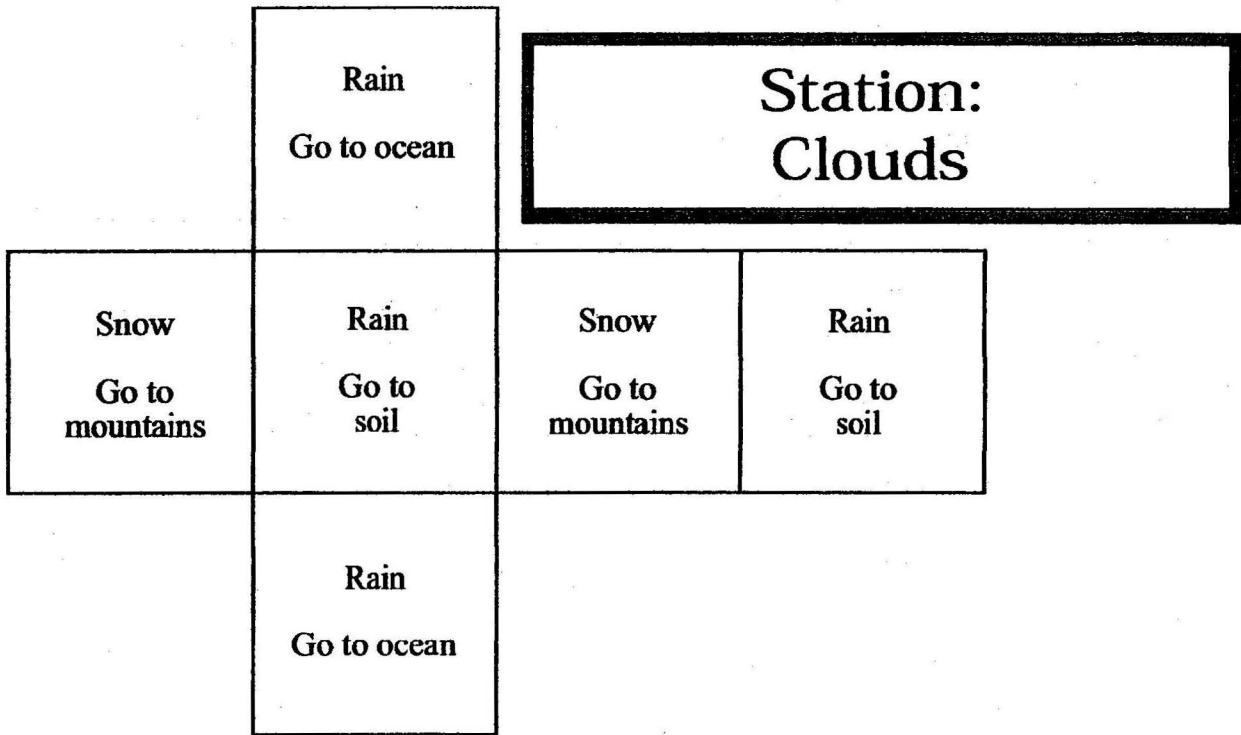 Rain
Go to ocean
Station:
Clouds
Snow
Go to
mountains
Rain
Go to
soil
Snow
Go to
mountains
Rain
Go to
soil
Rain
Go to ocean